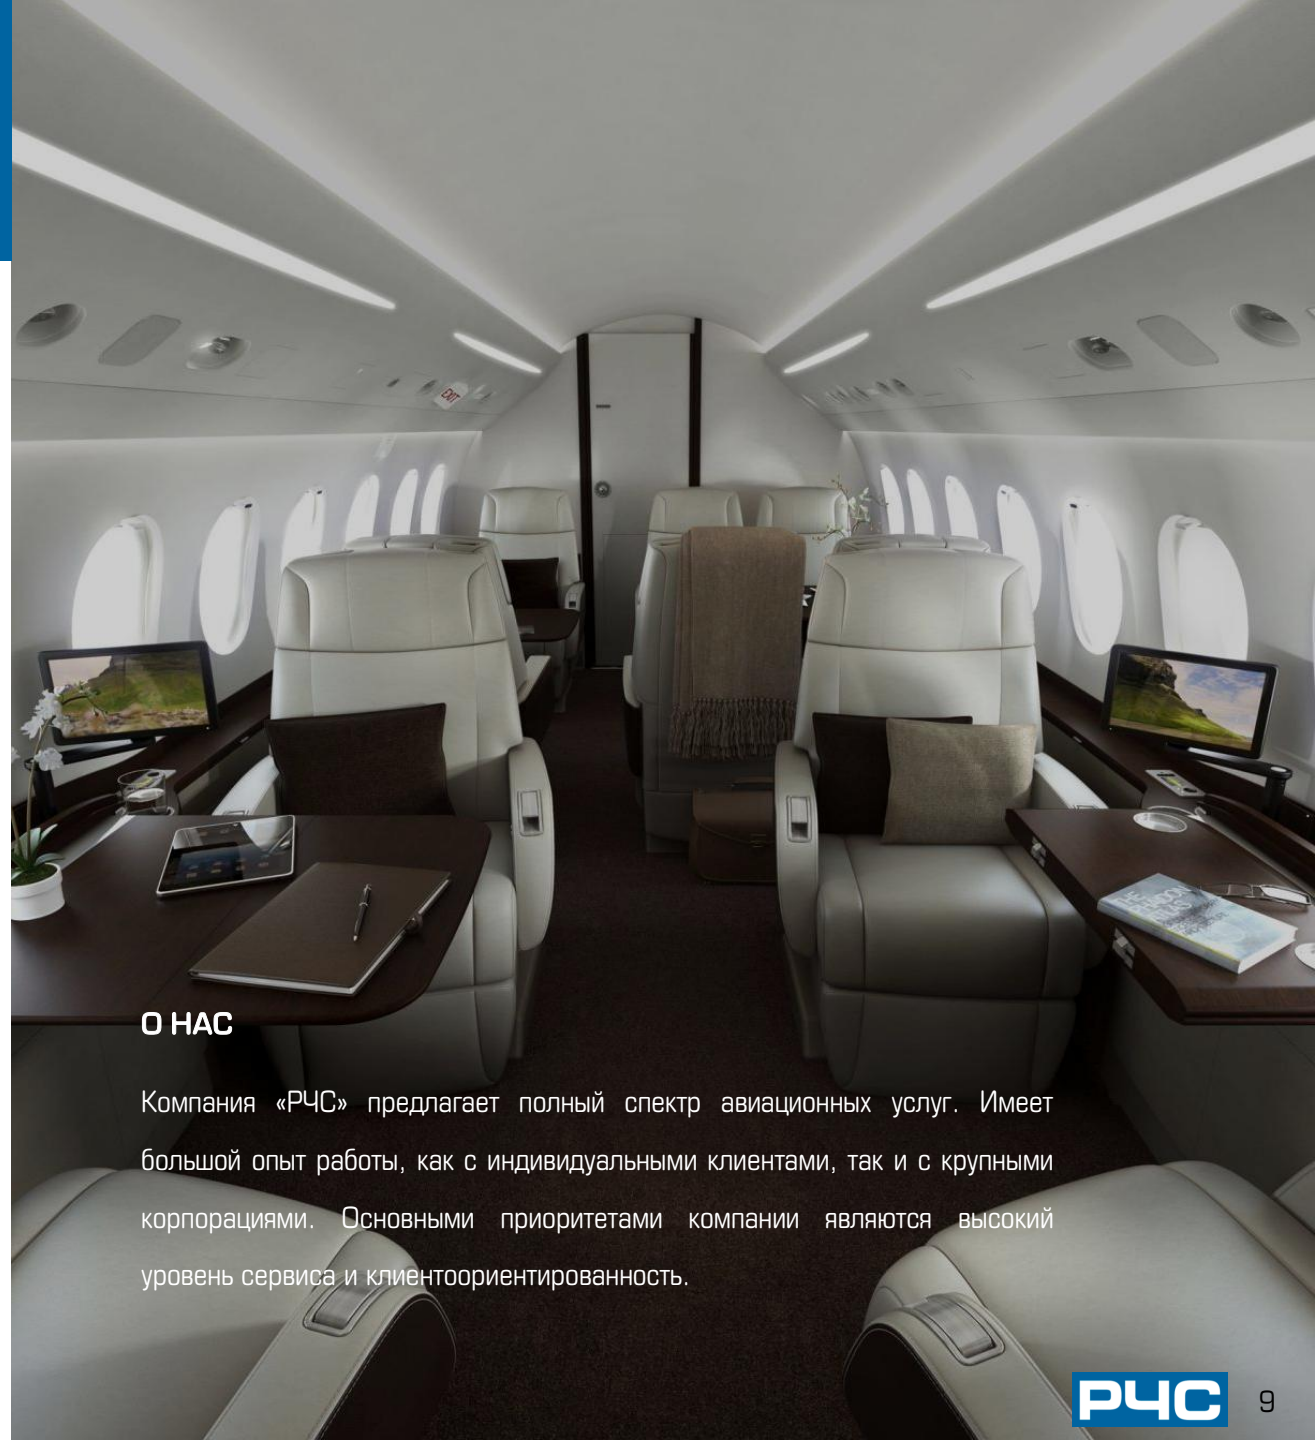 EXIT
О НАС
Компания «РЧС» предлагает полный спектр авиационных услуг. Имеет
большой опыт работы, как с индивидуальными клиентами, так и с крупными
корпорациями. Основными приоритетами компании являются высокий
уровень сервиса и клиентоориентированность.
РЧС
9